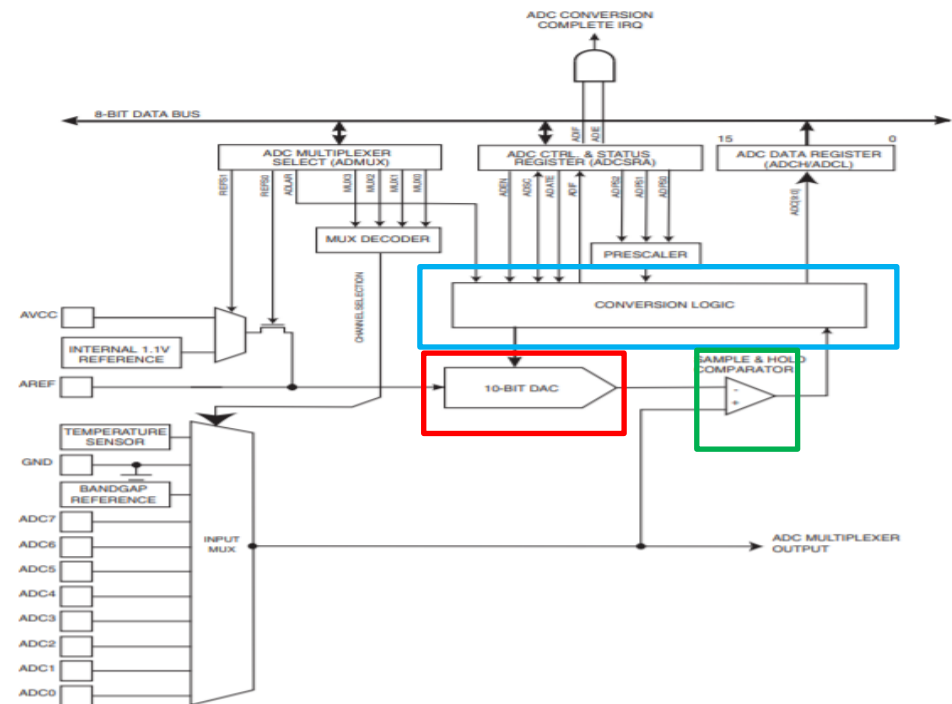 ADC CONVERSION
COMPLETE IRQ
8-BIT DATA BUS
ADIF
ADIE
15
0
ADC MULTIPLEXER
SELECT (ADMUX)
ADC CTRL. & STATUS
REGISTER (ADCSRA)
ADC DATA REGISTER
(ADCH/ADCL)
REFS1
REFS0
ADLAR
MUX3
MUX2
MUX1
MUX0
ADEN
ADSC
ADATE
ADIF
ADPS2
ADPS1
ADPS0
ADC[9:0]
MUX DECODER
PRESCALER
CHANNEL SELECTION
CONVERSION LOGIC
AVCC
INTERNAL 1.1V
REFERENCE
AREF
SAMPLE & HOLD
COMPARATOR
10-BIT DAC
-
+
TEMPERATURE
SENSOR
GND
BANDGAP
REFERENCE
ADC7
ADC6
ADC5
ADC4
ADC3
ADC2
ADC1
ADC0
INPUT
MUX
ADC MULTIPLEXER
OUTPUT